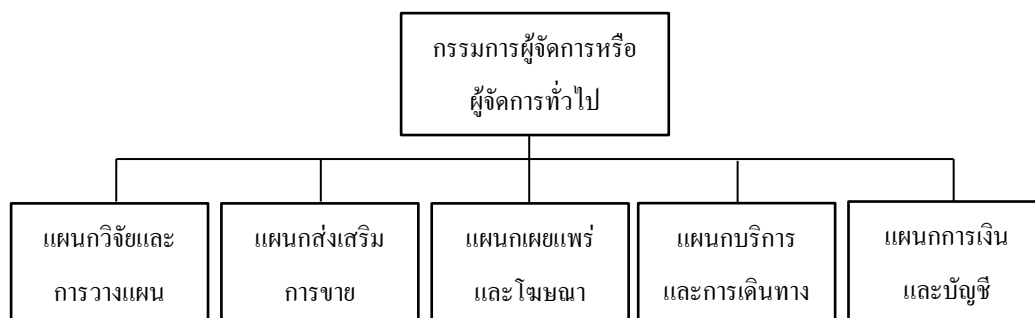 กรรมการผู้จัดการหรือ
ผู้จัดการทั่วไป
แผนกวิจัยและ
การวางแผน
แผนกส่งเสริม
การขาย
แผนกเผยแพร่
และโฆษณา
แผนกบริการ
และการเดินทาง
แผนกการเงิน
และบัญชี